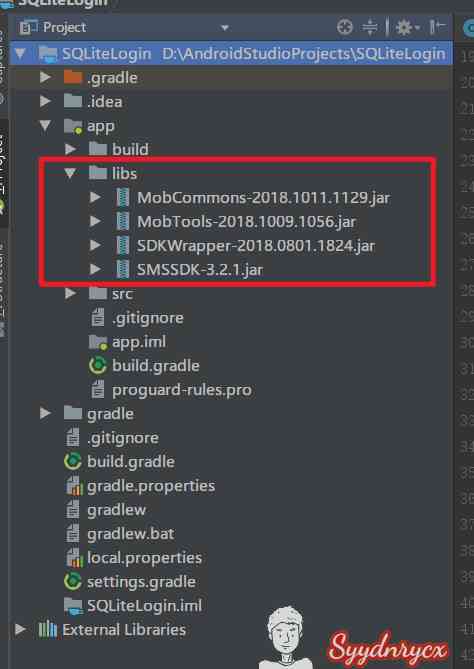 SQLiteLogin
Project
SQLiteLogin D:\AndroidStudioProjects\SQLiteLogin
.gradle
.idea
app
build
libs
MobCommons-2018.1011.1129.jar
MobTools-2018.1009.1056.jar
SDKWrapper-2018.0801.1824.jar
SMSSDK-3.2.1.jar
src
.gitignore
app.iml
build.gradle
proguard-rules.pro
gradle
.gitignore
build.gradle
gradle.properties
gradlew
gradlew.bat
local.properties
settings.gradle
SQLiteLogin.iml
External Libraries
Syydnrycx